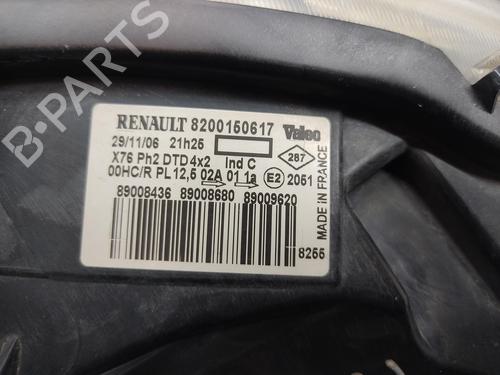 RENAULT 8200150617 Valeo
29/11/06 21h25 287
X76 Ph2 DTD 4x2 Ind C
00HC/R PL 12,5 02A 01 1a E2 2051
89008436 89008680 89009620
8255
MADE IN FRANCE
B-PARTS